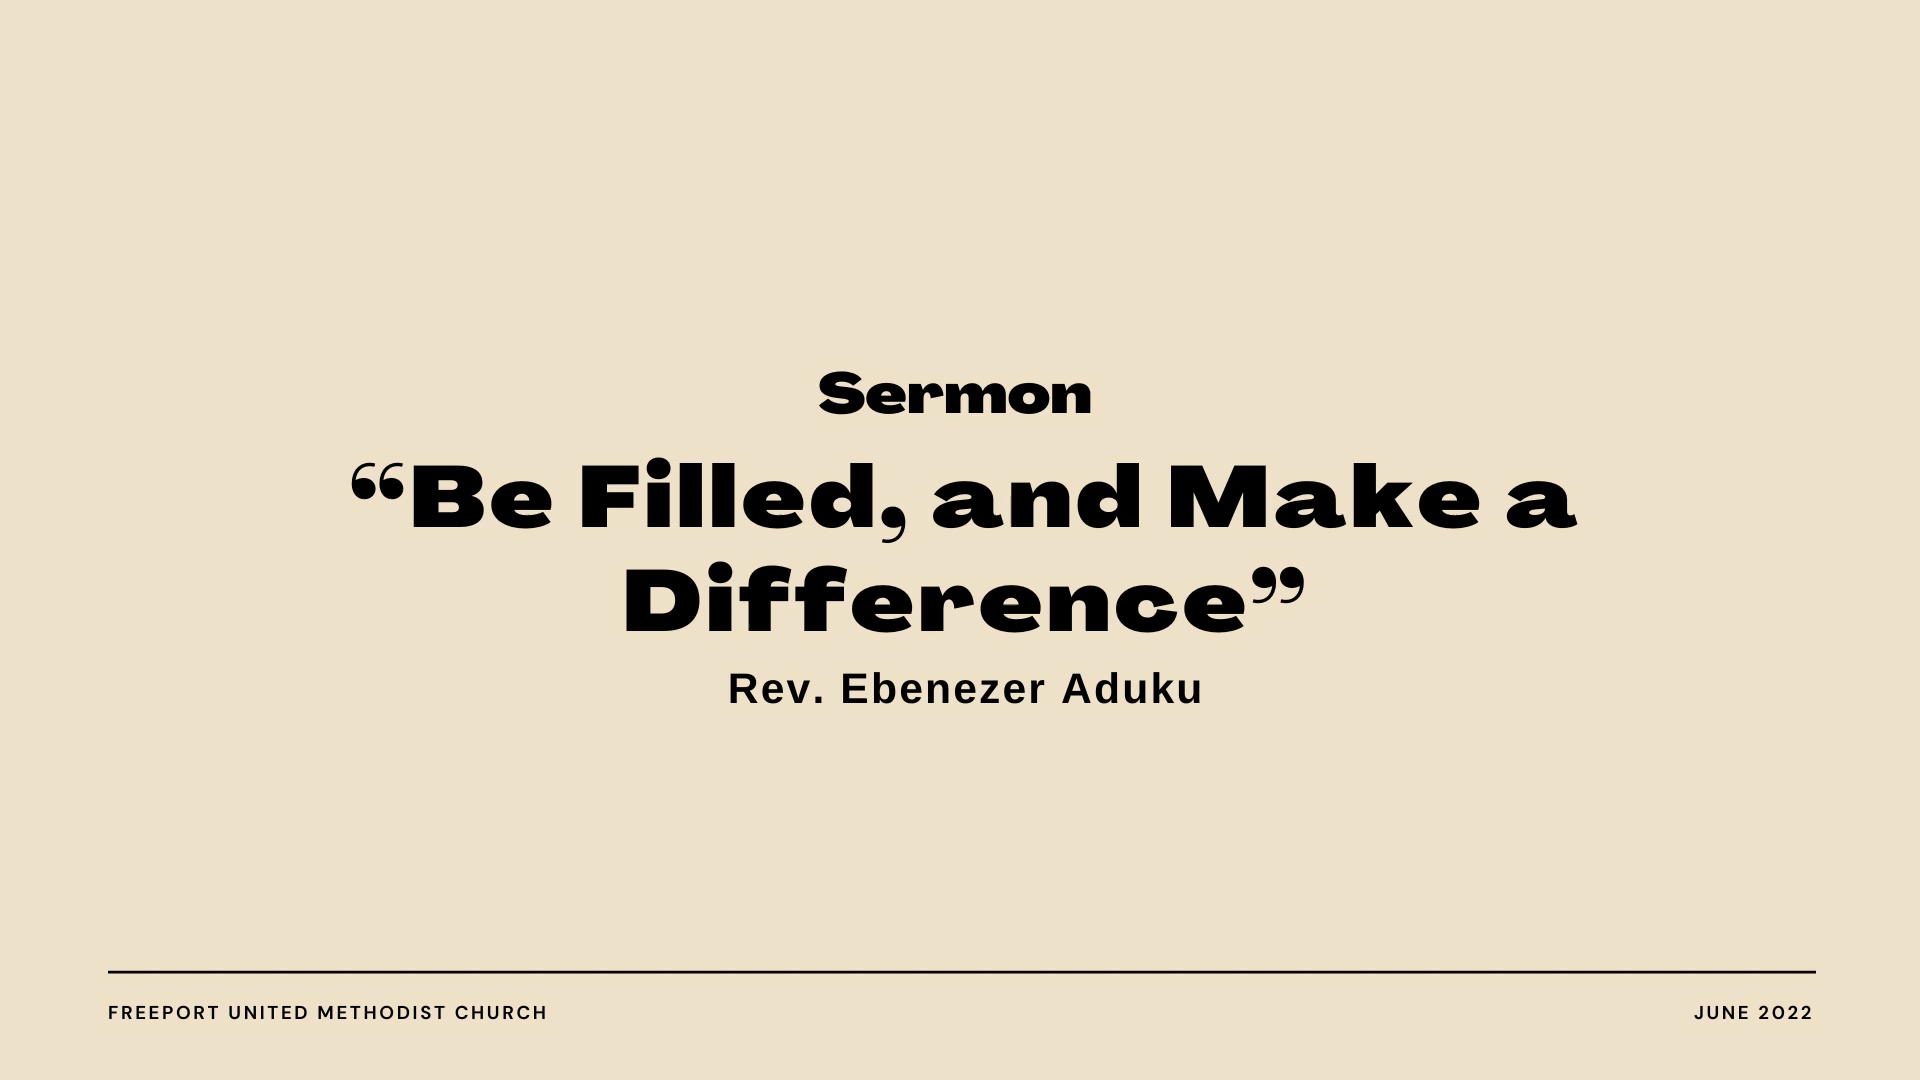 Sermon
“Be Filled, and Make a
Difference”
Rev. Ebenezer Aduku
FREEPORT UNITED METHODIST CHURCH
JUNE 2022